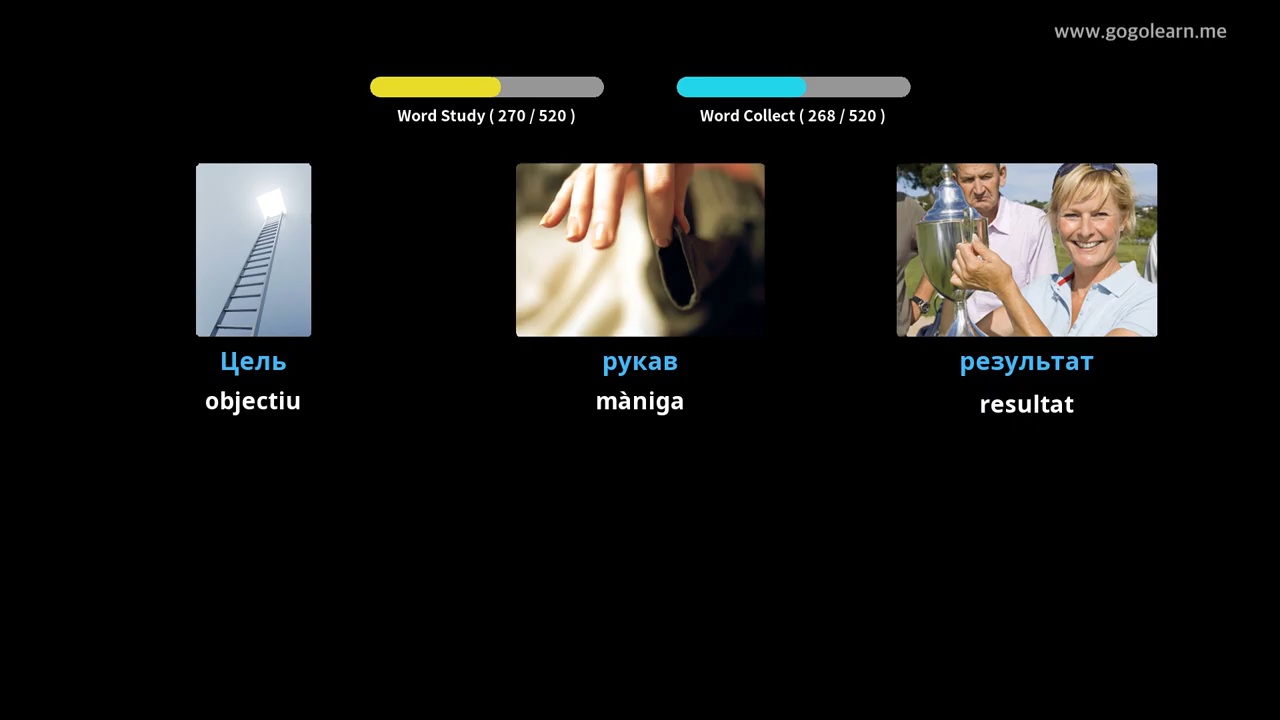 www.gogolearn.me
Word Study ( 270 / 520 )
Word Collect ( 268 / 520 )
Цель
рукав
результат
objectiu
màniga
resultat